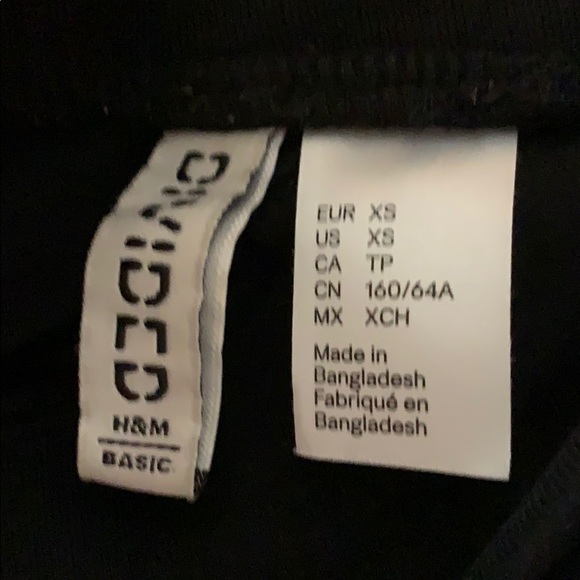 DIVIDED
H&M
BASIC
EUR XS
US XS
CA TP
CN 160/64A
MX XCH
Made in
Bangladesh
Fabriqué en
Bangladesh